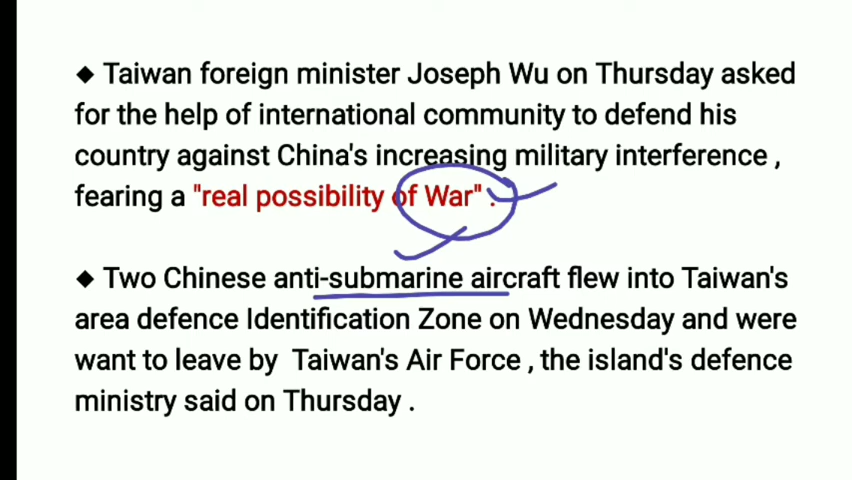 ◆ Taiwan foreign minister Joseph Wu on Thursday asked
for the help of international community to defend his
country against China's increasing military interference ,
fearing a "real possibility of War" .
◆ Two Chinese anti-submarine aircraft flew into Taiwan's
area defence Identification Zone on Wednesday and were
want to leave by Taiwan's Air Force , the island's defence
ministry said on Thursday .